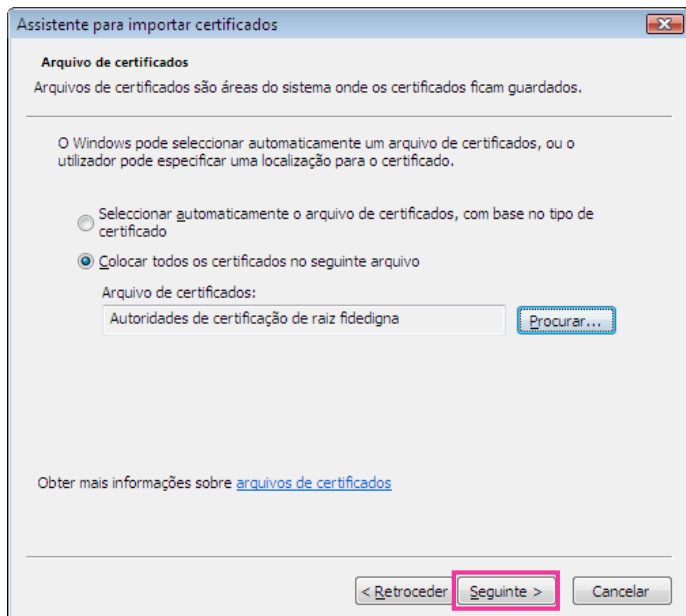 Assistente para importar certificados
Arquivo de certificados
Arquivos de certificados são áreas do sistema onde os certificados ficam guardados.
O Windows pode seleccionar automaticamente um arquivo de certificados, ou o
utilizador pode especificar uma localização para o certificado.
Seleccionar automaticamente o arquivo de certificados, com base no tipo de
certificado
Colocar todos os certificados no seguinte arquivo
Arquivo de certificados:
Autoridades de certificação de raiz fidedigna
Procurar...
Obter mais informações sobre arquivos de certificados
< Retroceder
Seguinte >
Cancelar